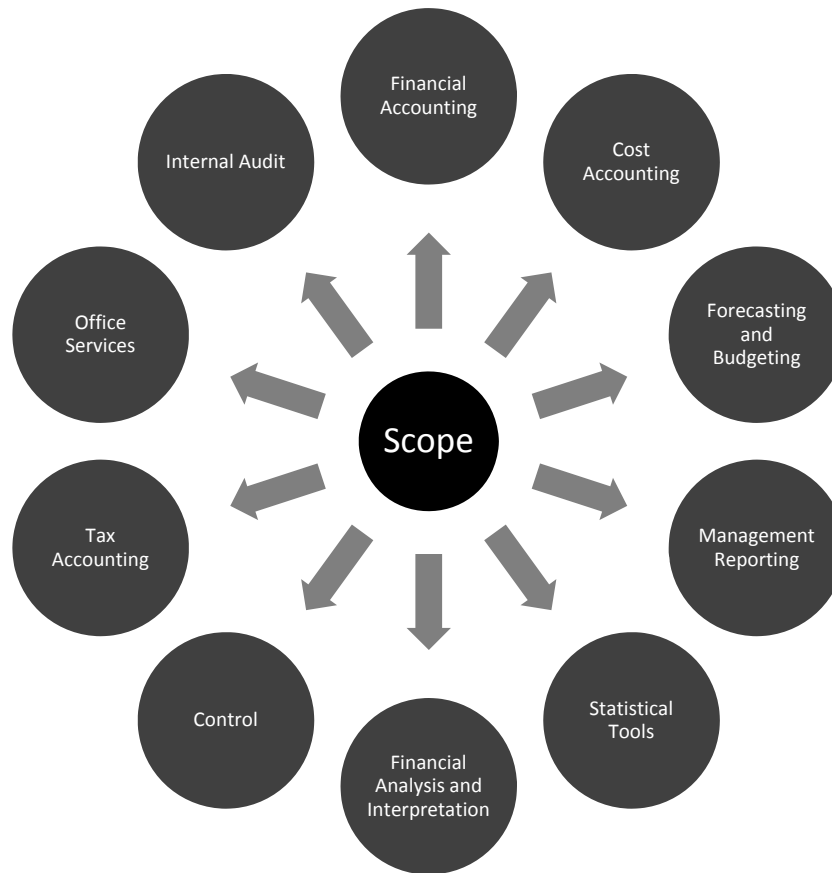 Financial
Accounting
Cost
Accounting
Forecasting
and
Budgeting
Management
Reporting
Statistical
Tools
Financial
Analysis and
Interpretation
Control
Tax
Accounting
Office
Services
Internal Audit
Scope